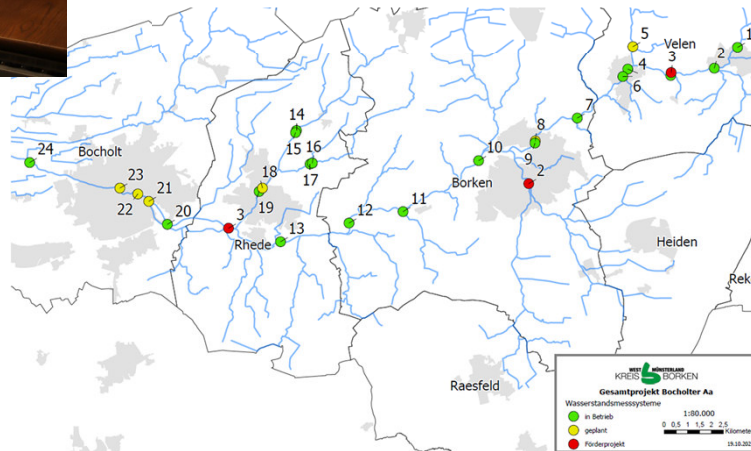 5
Velen
1
4
3
2
6
7
14
8
24
Bocholt
15
16
10
23
18
17
9
2
21
Borken
11
22
19
20
3
12
13
Rhede
Heiden
Rek
Raesfeld
WEST MÜNSTERLAND
KREIS BORKEN
Gesamtprojekt Bocholter Aa
Wasserstandsmesssysteme
in Betrieb
1:80.000
geplant
0 0,5 1 1,5 2 2,5
Kilomete
Förderprojekt
19.10.202